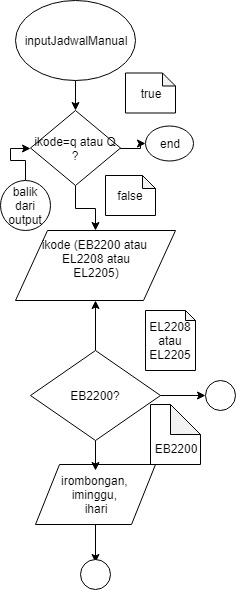 inputJadwalManual
true
ikode=q atau Q
?
end
balik
dari
output
false
ikode (EB2200 atau
EL2208 atau
EL2205)
EL2208
atau
EL2205
EB2200?
EB2200
irombongan,
iminggu,
ihari